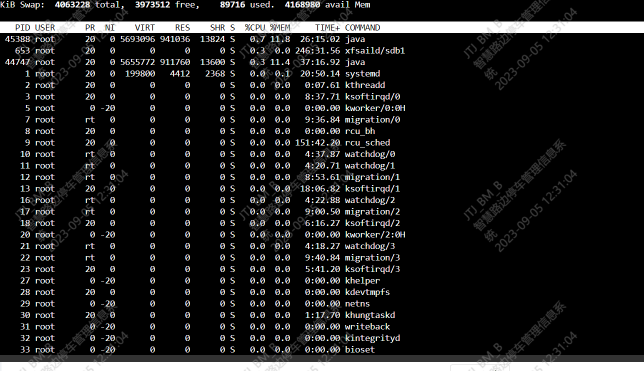 KiB Swap: 4063228 total, 3973512 free, 89716 used. 4168980 avail Mem
PID USER PR NI VIRT RES SHR S %CPU %MEM TIME+ COMMAND
45388 root 20 0 5693096 941036 13824 S 0.7 11.8 26:15.02 java
653 root 20 0 0 0 0 S 0.3 0.0 246:31.56 xfsaild/sdb1
44747 root 20 0 5655772 911760 13600 S 0.3 11.4 37:16.92 java
1 root 20 0 199800 4412 2368 S 0.0 0.1 20:50.14 systemd
2 root 20 0 0 0 0 S 0.0 0.0 0:07.61 kthreadd
3 root 20 0 0 0 0 S 0.0 0.0 8:37.71 ksoftirqd/0
5 root 0 -20 0 0 0 S 0.0 0.0 0:00.00 kworker/0:0H
7 root rt 0 0 0 0 S 0.0 0.0 9:36.84 migration/0
8 root 20 0 0 0 0 S 0.0 0.0 0:00.00 rcu_bh
9 root 20 0 0 0 0 S 0.0 0.0 151:42.20 rcu_sched
10 root rt 0 0 0 0 S 0.0 0.0 4:37.87 watchdog/0
11 root rt 0 0 0 0 S 0.0 0.0 4:20.71 watchdog/1
12 root rt 0 0 0 0 S 0.0 0.0 8:53.61 migration/1
13 root 20 0 0 0 0 S 0.0 0.0 18:06.82 ksoftirqd/1
16 root rt 0 0 0 0 S 0.0 0.0 4:22.88 watchdog/2
17 root rt 0 0 0 0 S 0.0 0.0 9:00.50 migration/2
18 root 20 0 0 0 0 S 0.0 0.0 6:16.27 ksoftirqd/2
20 root 0 -20 0 0 0 S 0.0 0.0 0:00.00 kworker/2:0H
21 root rt 0 0 0 0 S 0.0 0.0 4:18.27 watchdog/3
22 root rt 0 0 0 0 S 0.0 0.0 9:40.84 migration/3
23 root 20 0 0 0 0 S 0.0 0.0 5:41.20 ksoftirqd/3
27 root 0 -20 0 0 0 S 0.0 0.0 0:00.00 khelper
28 root 20 0 0 0 0 S 0.0 0.0 0:00.00 kdevtmpfs
29 root 0 -20 0 0 0 S 0.0 0.0 0:00.00 netns
30 root 20 0 0 0 0 S 0.0 0.0 1:17.70 khungtaskd
31 root 0 -20 0 0 0 S 0.0 0.0 0:00.00 writeback
32 root 0 -20 0 0 0 S 0.0 0.0 0:00.00 kintegrityd
33 root 0 -20 0 0 0 S 0.0 0.0 0:00.00 bioset
JTJ BM B
智慧路边停车管理信息系
统
2023-09-05 12:31:04